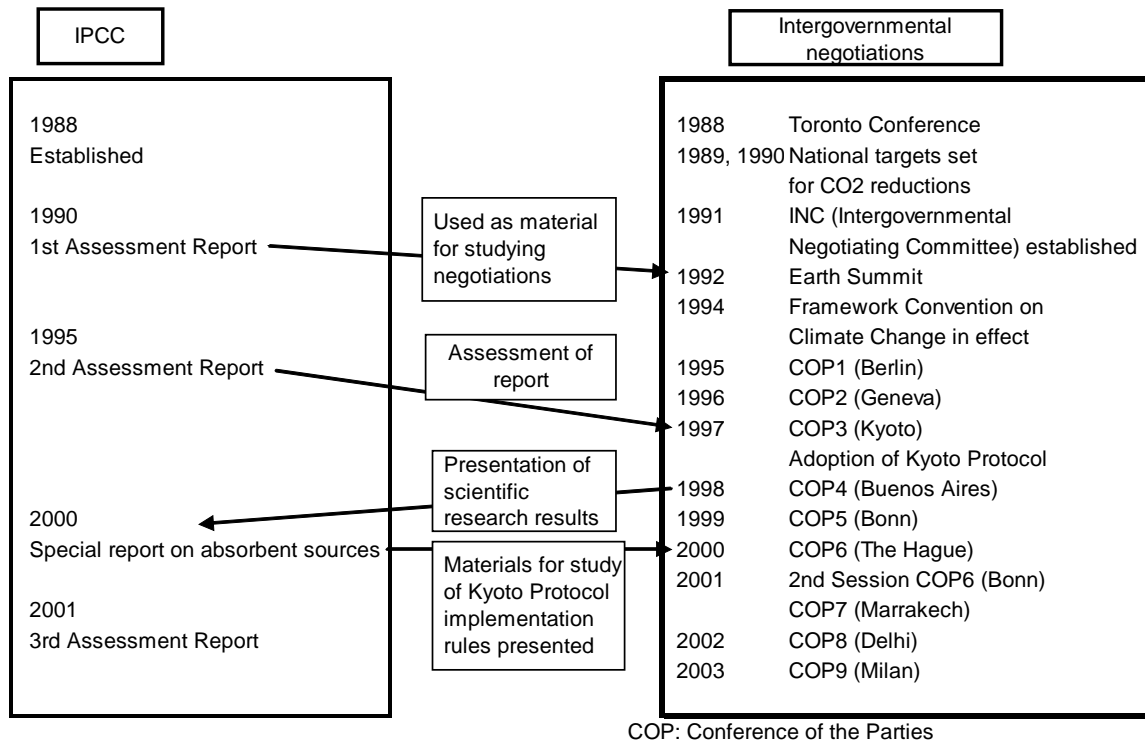 IPCC
1988
Established
1990
1st Assessment Report
1995
2nd Assessment Report
2000
Special report on absorbent sources
2001
3rd Assessment Report
Used as material
for studying
negotiations
Assessment of
report
Presentation of
scientific
research results
Materials for study
of Kyoto Protocol
implementation
rules presented
Intergovernmental
negotiations
1988 Toronto Conference
1989, 1990 National targets set
for CO2 reductions
1991 INC (Intergovernmental
Negotiating Committee) established
1992 Earth Summit
1994 Framework Convention on
Climate Change in effect
1995 COP1 (Berlin)
1996 COP2 (Geneva)
1997 COP3 (Kyoto)
Adoption of Kyoto Protocol
1998 COP4 (Buenos Aires)
1999 COP5 (Bonn)
2000 COP6 (The Hague)
2001 2nd Session COP6 (Bonn)
COP7 (Marrakech)
2002 COP8 (Delhi)
2003 COP9 (Milan)
COP: Conference of the Parties